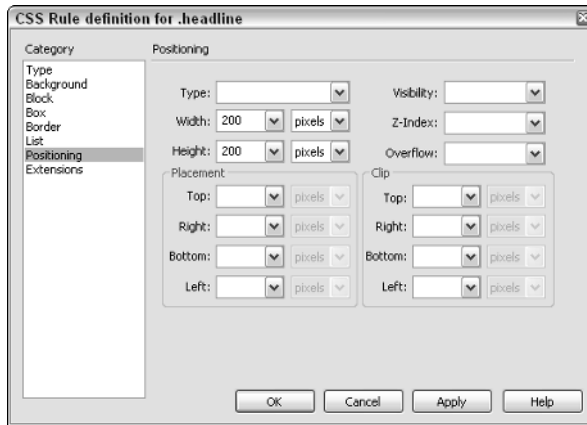 CSS Rule definition for .headline
Category
Positioning
Type
Background
Block
Box
Border
List
Positioning
Extensions
Type:
Visibility:
Width: 200 pixels
Z-Index:
Height: 200 pixels
Overflow:
Placement
Clip
Top: pixels
Top: pixels
Right: pixels
Right: pixels
Bottom: pixels
Bottom: pixels
Left: pixels
Left: pixels
OK
Cancel
Apply
Help